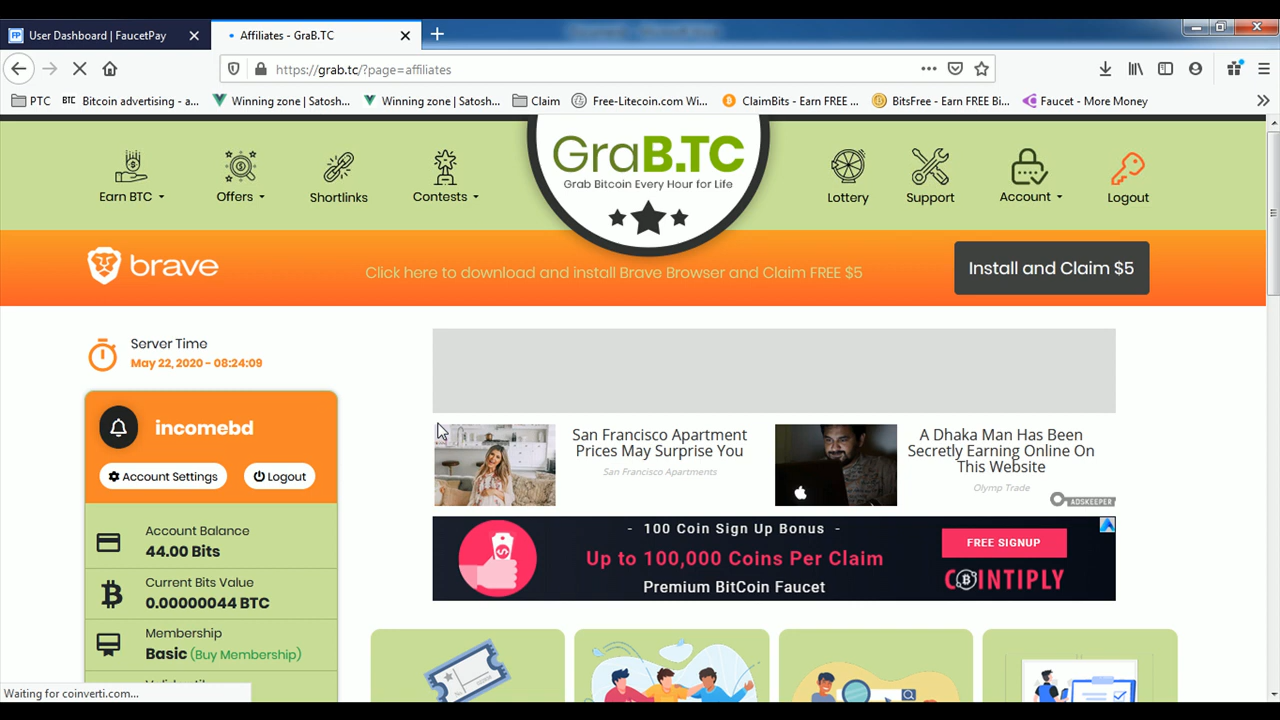 User Dashboard | FaucetPay
Affiliates - GraB.TC
https://grab.tc/?page=affiliates
PTC
Bitcoin advertising - a...
Winning zone | Satosh...
Winning zone | Satosh...
Claim
Free-Litecoin.com Wi...
ClaimBits - Earn FREE ...
BitsFree - Earn FREE Bi...
Faucet - More Money
Earn BTC
Offers
Shortlinks
Contests
GraB.TC
Grab Bitcoin Every Hour for Life
Lottery
Support
Account
Logout
brave
Click here to download and install Brave Browser and Claim FREE $5
Install and Claim $5
Server Time
May 22, 2020 - 08:24:09
incomebd
Account Settings
Logout
Account Balance
44.00 Bits
Current Bits Value
0.00000044 BTC
Membership
Basic (Buy Membership)
San Francisco Apartment
Prices May Surprise You
San Francisco Apartments
A Dhaka Man Has Been
Secretly Earning Online On
This Website
Olymp Trade
ADSKEEPER
- 100 Coin Sign Up Bonus -
Up to 100,000 Coins Per Claim
Premium BitCoin Faucet
FREE SIGNUP
COINTIPLY
Waiting for coinverti.com...